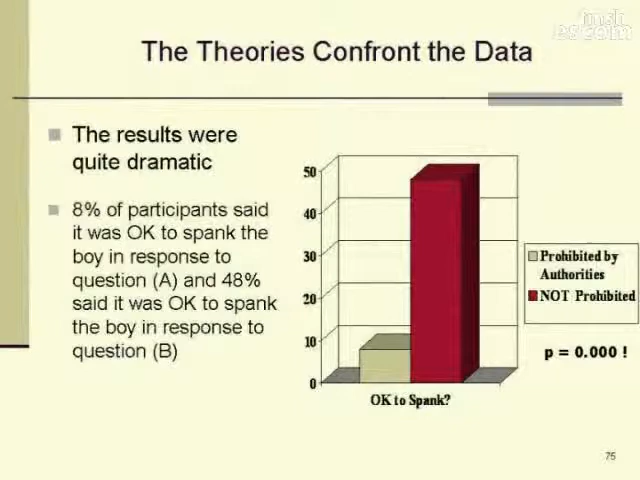 The Theories Confront the Data
The results were
quite dramatic
8% of participants said
it was OK to spank the
boy in response to
question (A) and 48%
said it was OK to spank
the boy in response to
question (B)
50
40
30
20
10
0
OK to Spank?
Prohibited by
Authorities
NOT Prohibited
p = 0.000 !
75